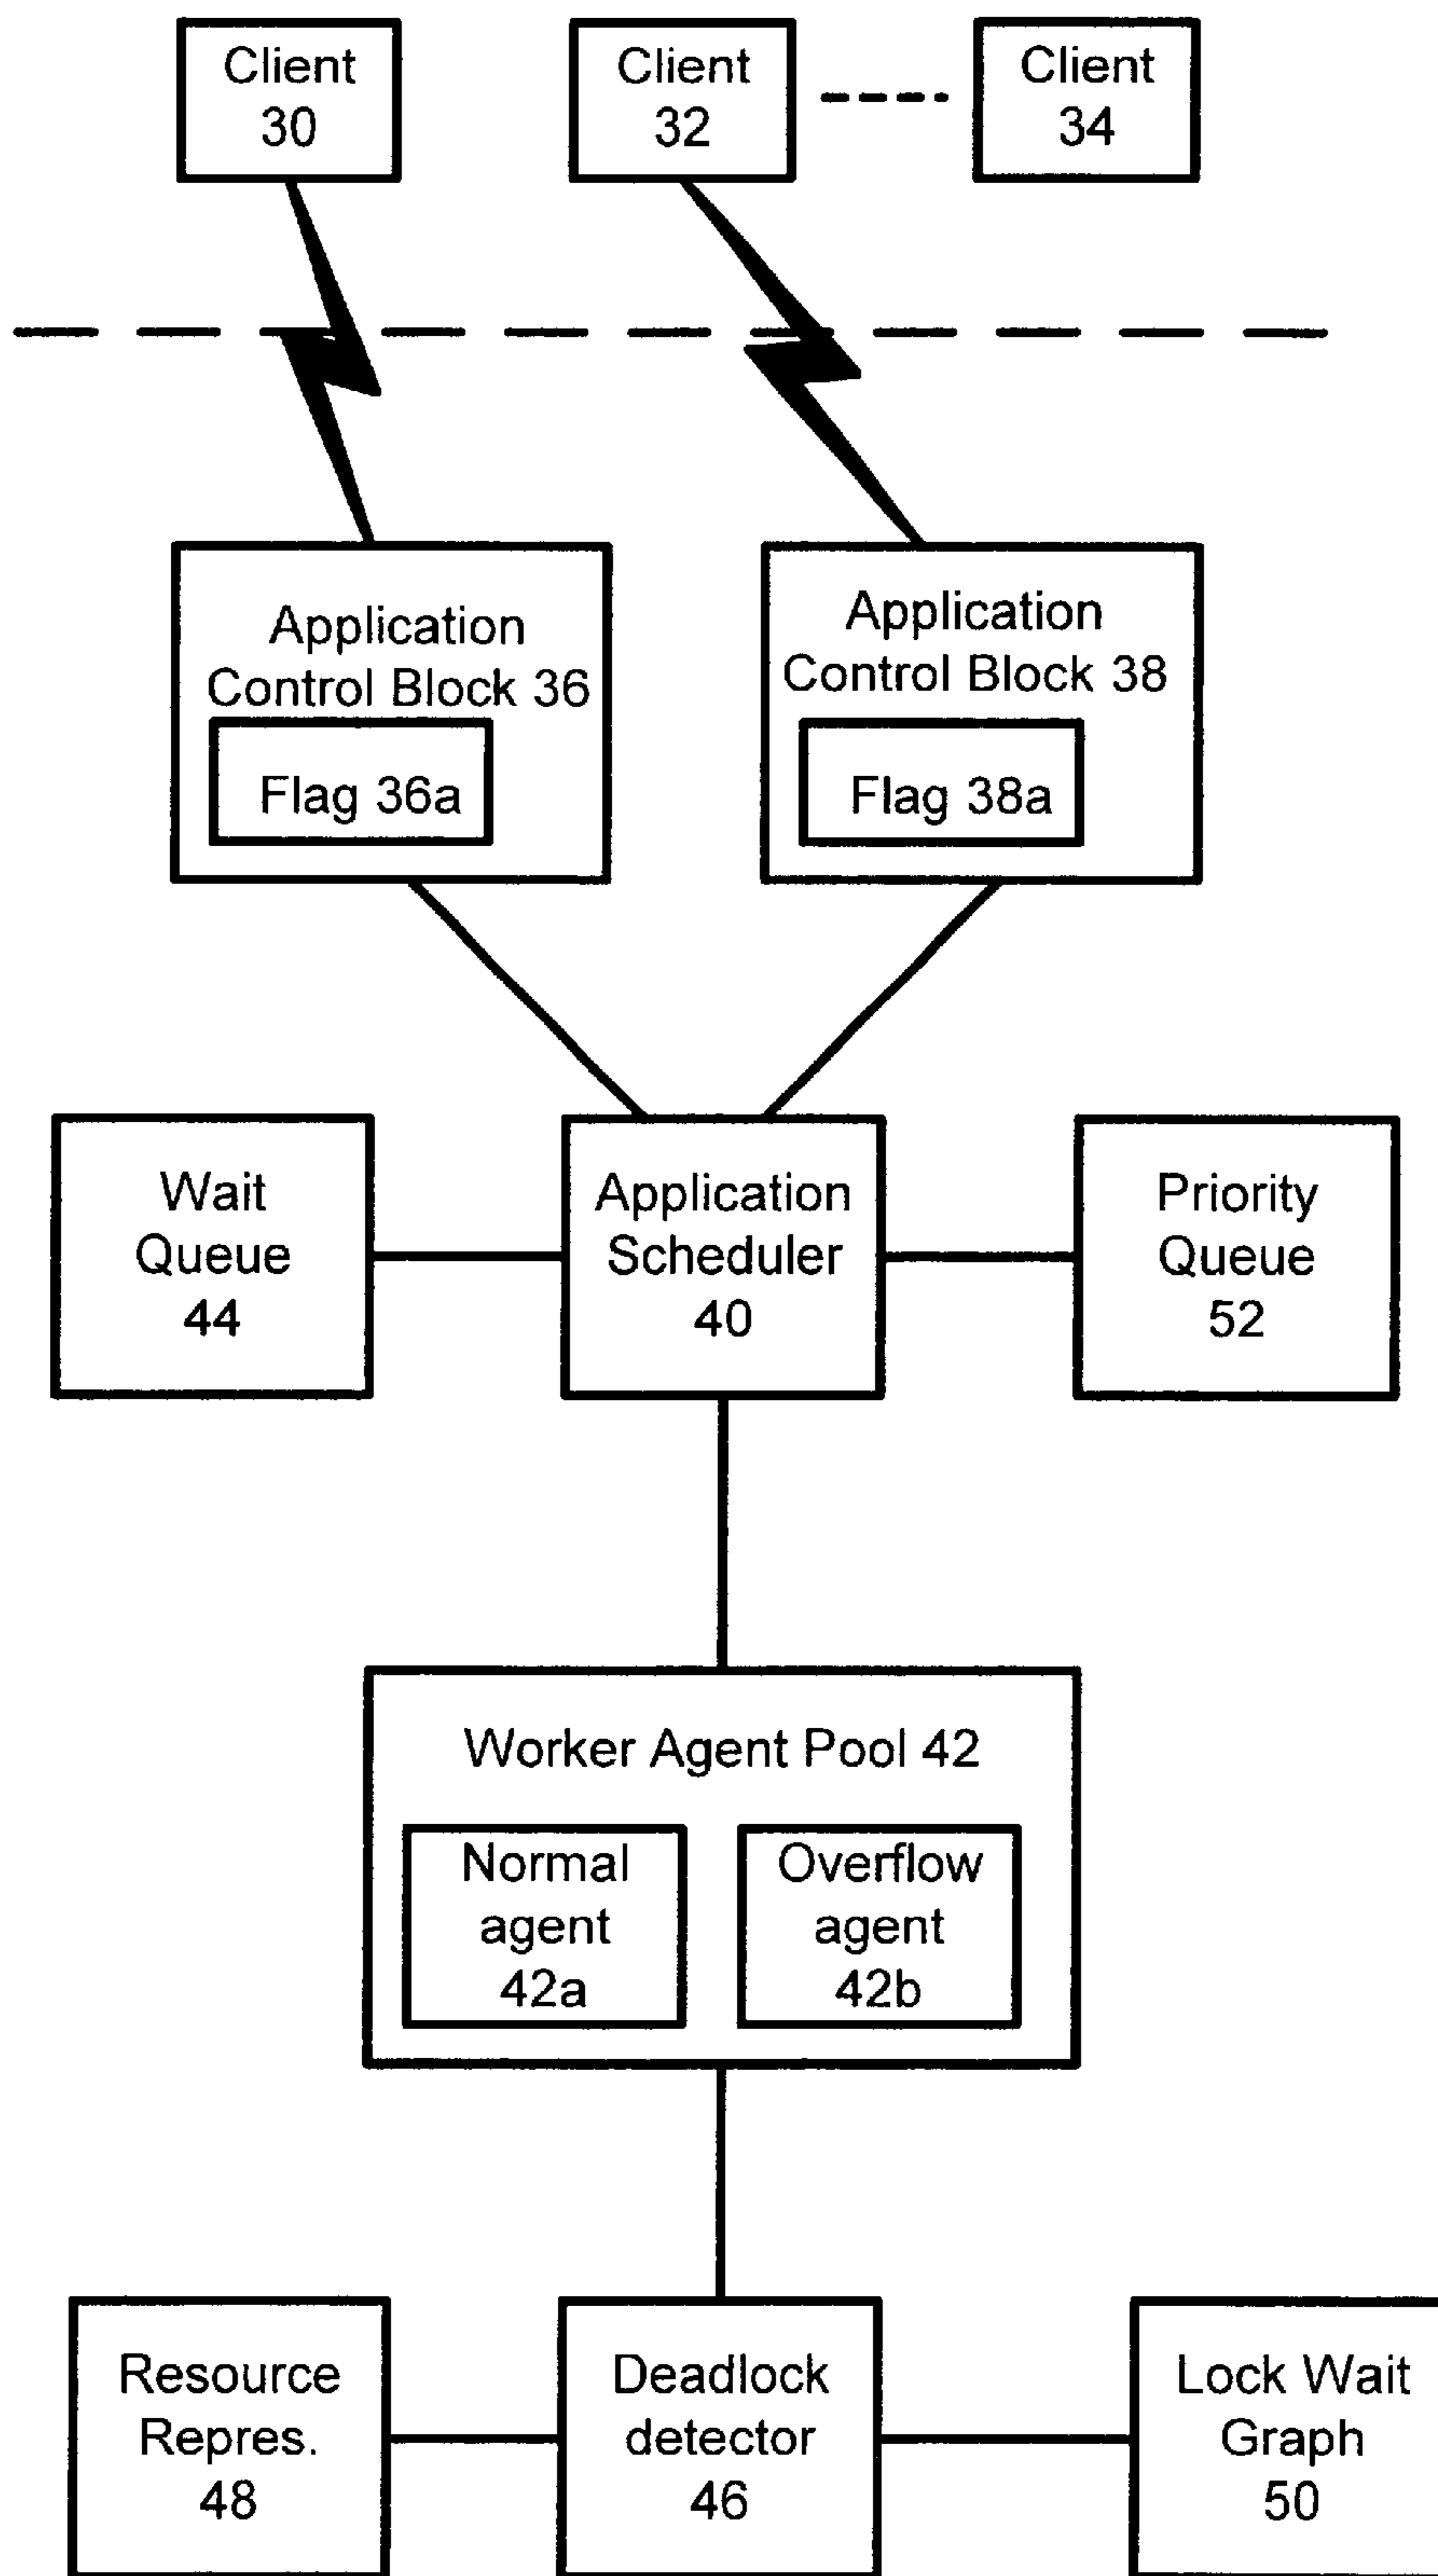 Client
30
Client
32
Client
34
Application
Control Block 36
Flag 36a
Application
Control Block 38
Flag 38a
Wait
Queue
44
Application
Scheduler
40
Priority
Queue
52
Worker Agent Pool 42
Normal
agent
42a
Overflow
agent
42b
Resource
Repres.
48
Deadlock
detector
46
Lock Wait
Graph
50